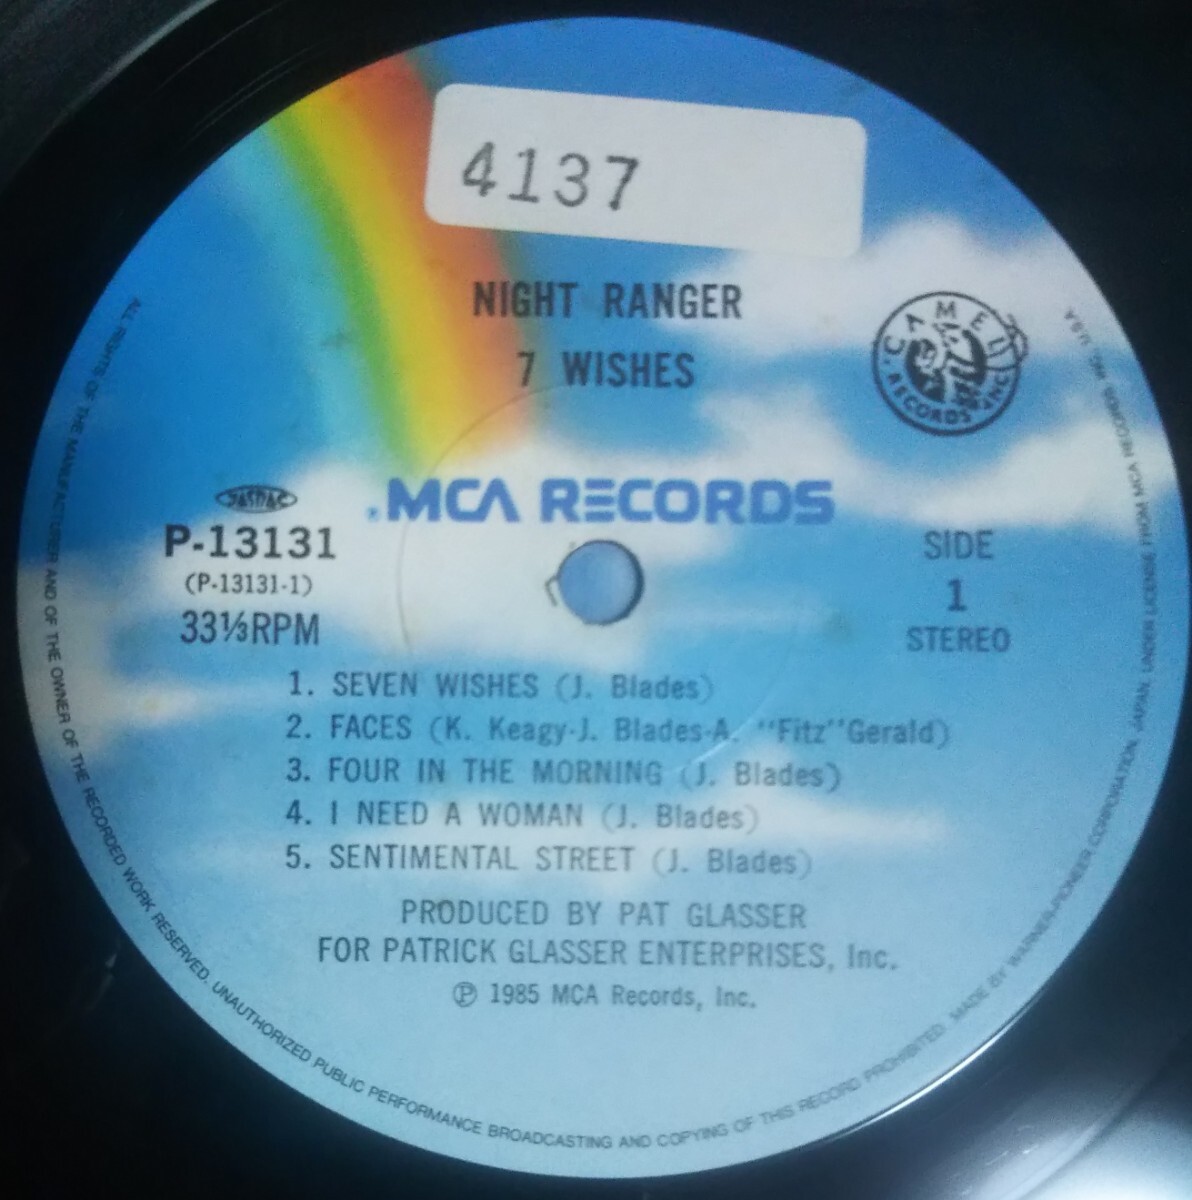 4137
NIGHT RANGER
7 WISHES
CAMEL RECORDS INC.
.MCA RECORDS
JASRAC
P-13131
(P-13131-1)
33⅓RPM
SIDE
1
STEREO
1. SEVEN WISHES (J. Blades)
2. FACES (K. Keagy-J. Blades-A. "Fitz"Gerald)
3. FOUR IN THE MORNING (J. Blades)
4. I NEED A WOMAN (J. Blades)
5. SENTIMENTAL STREET (J. Blades)
PRODUCED BY PAT GLASSER
FOR PATRICK GLASSER ENTERPRISES, Inc.
Ⓟ 1985 MCA Records, Inc.
ALL RIGHTS OF THE MANUFACTURER AND OF THE OWNER OF THE RECORDED WORK RESERVED. UNAUTHORIZED PUBLIC PERFORMANCE BROADCASTING AND COPYING OF THIS RECORD PROHIBITED. MADE BY WARNER-PIONEER CORPORATION, JAPAN, UNDER LICENSE FROM MCA RECORDS INC., U.S.A.